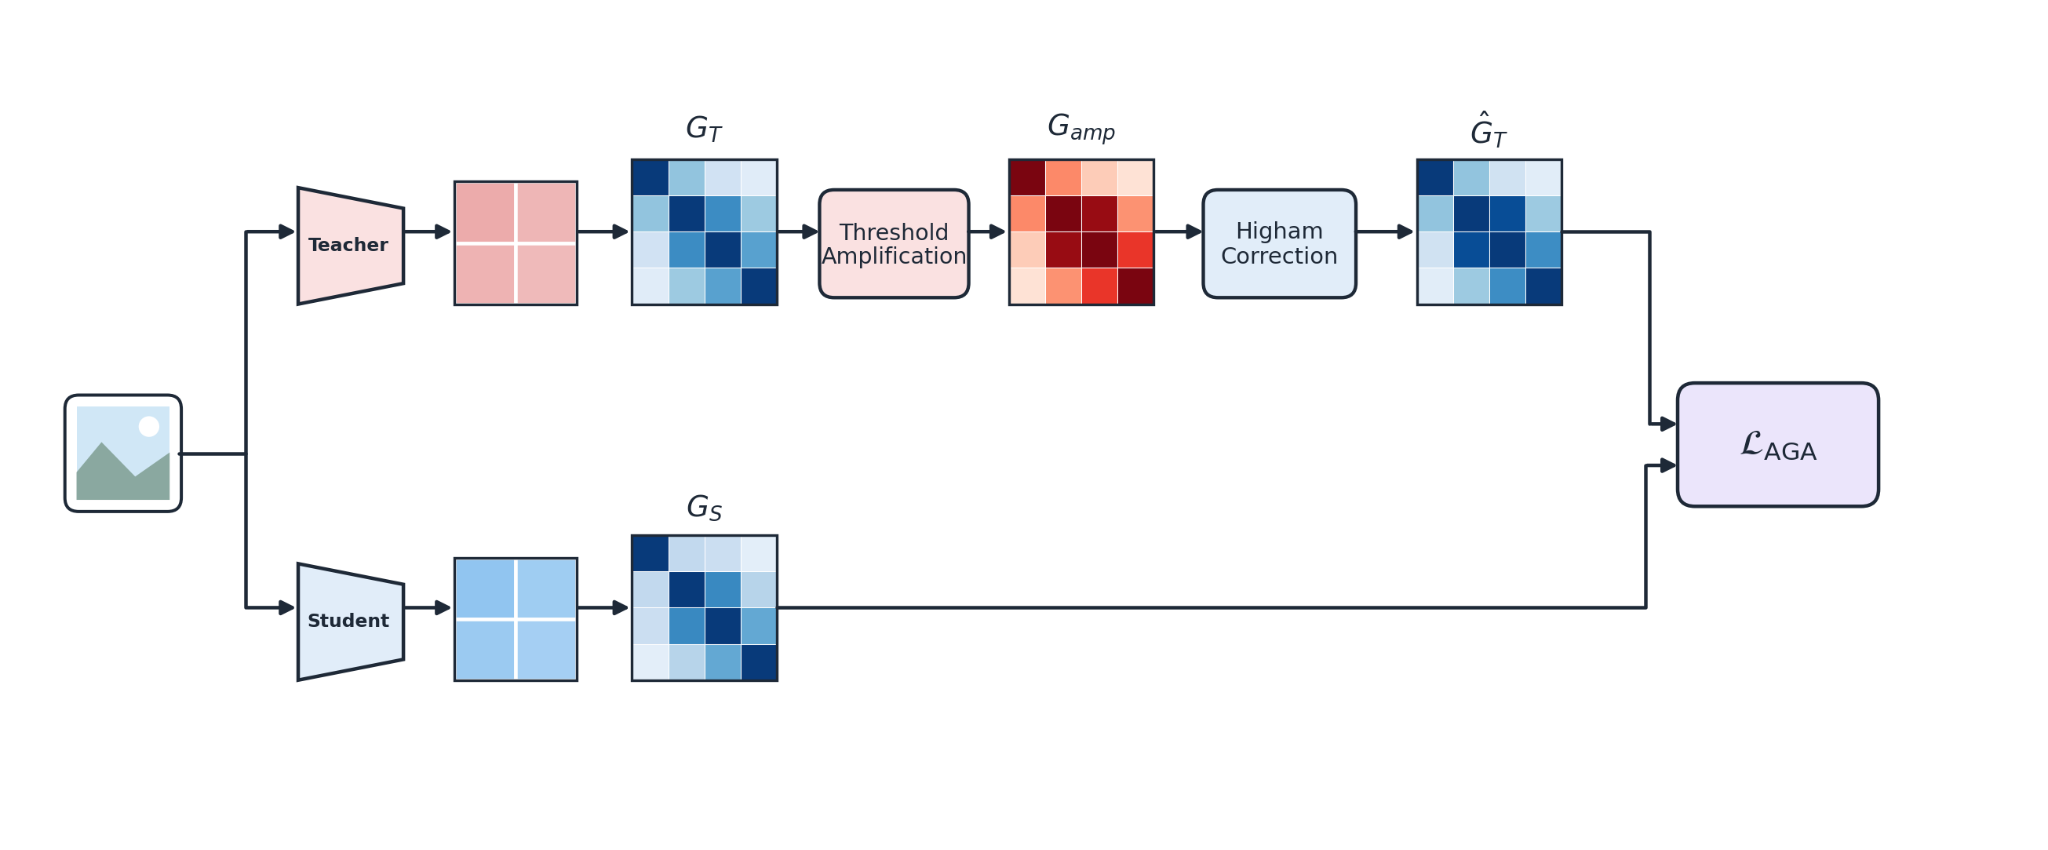 G_T
G_amp
Ĝ_T
Teacher
Threshold
Amplification
Higham
Correction
ℒ_AGA
G_S
Student